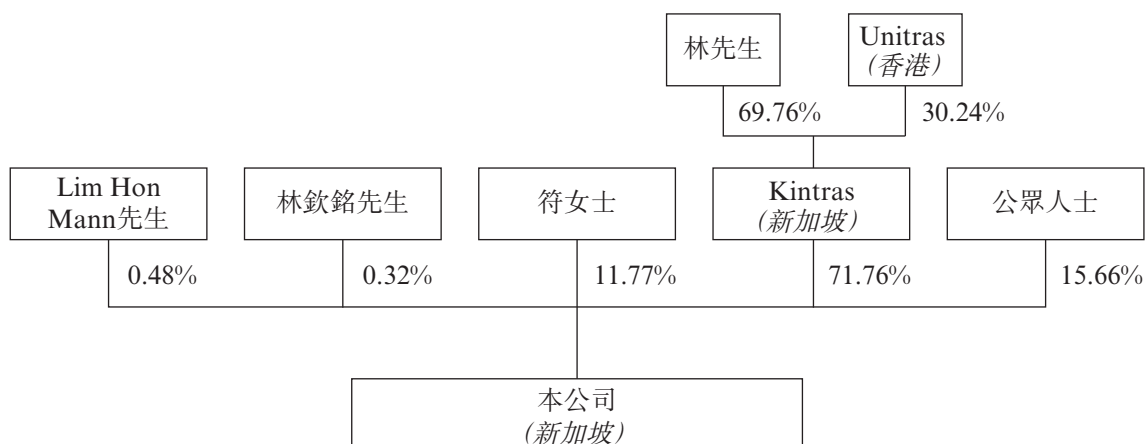 林先生
Unitras
(香港)
69.76%
30.24%
Lim Hon
Mann先生
林欽銘先生
符女士
Kintras
(新加坡)
公眾人士
0.48%
0.32%
11.77%
71.76%
15.66%
本公司
(新加坡)